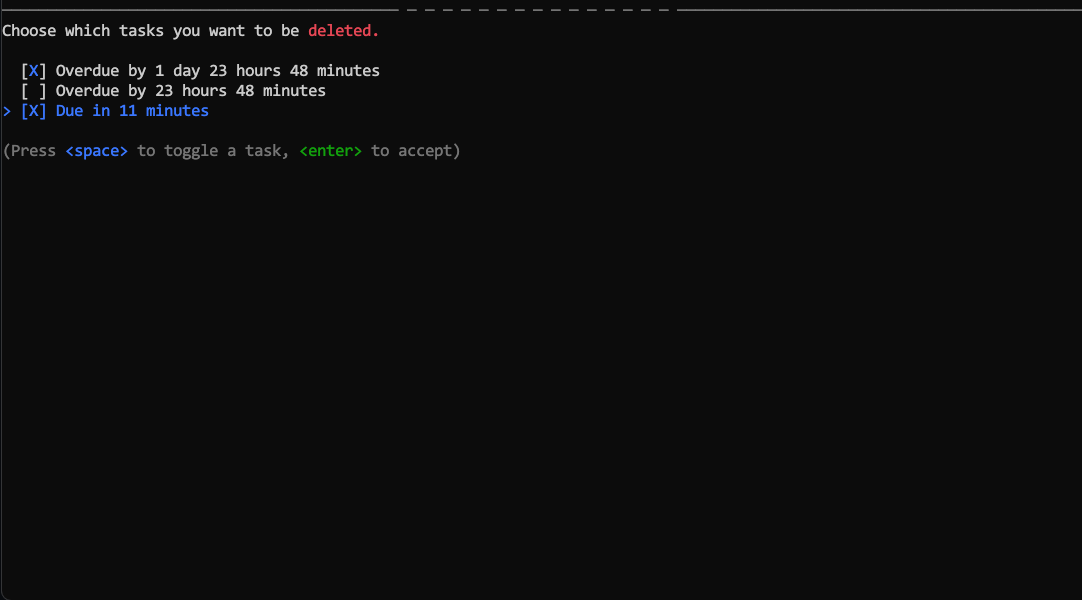 Choose which tasks you want to be deleted.
[X] Overdue by 1 day 23 hours 48 minutes
[ ] Overdue by 23 hours 48 minutes
> [X] Due in 11 minutes
(Press <space> to toggle a task, <enter> to accept)